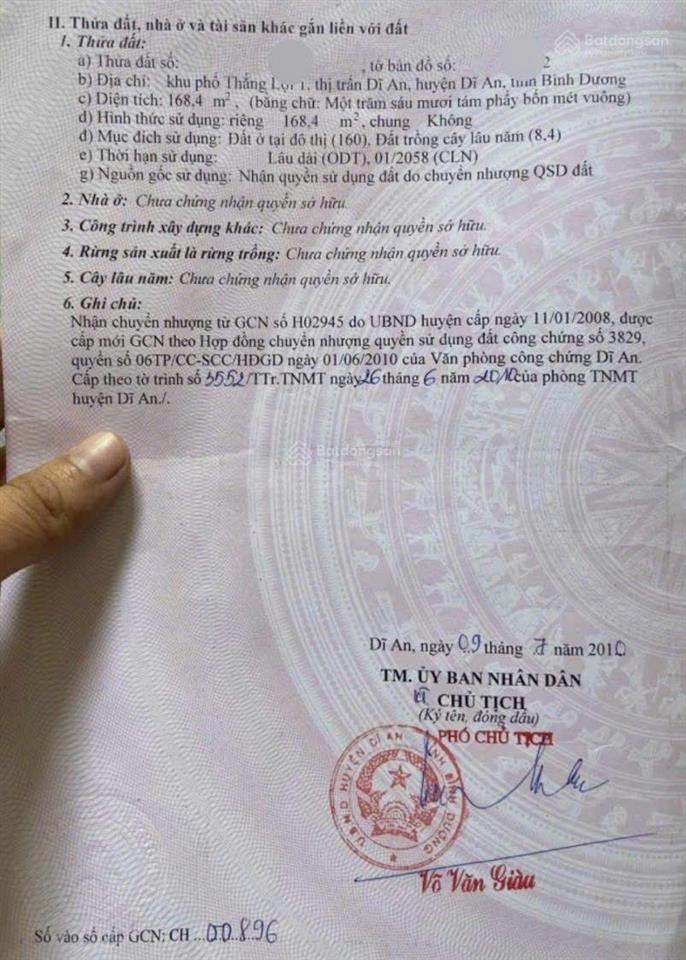 II. Thửa đất, nhà ở và tài sản khác gắn liền với đất
1. Thửa đất:
a) Thửa đất số: , tờ bản đồ số: 2
b) Địa chỉ: khu phố Thắng Lợi 1, thị trấn Dĩ An, huyện Dĩ An, tỉnh Bình Dương
c) Diện tích: 168,4 m², (bằng chữ: Một trăm sáu mươi tám phẩy bốn mét vuông)
d) Hình thức sử dụng: riêng 168,4 m², chung Không
đ) Mục đích sử dụng: Đất ở tại đô thị (160), Đất trồng cây lâu năm (8,4)
e) Thời hạn sử dụng: Lâu dài (ODT), 01/2058 (CLN)
g) Nguồn gốc sử dụng: Nhận quyền sử dụng đất do chuyển nhượng QSD đất
2. Nhà ở: Chưa chứng nhận quyền sở hữu.
3. Công trình xây dựng khác: Chưa chứng nhận quyền sở hữu.
4. Rừng sản xuất là rừng trồng: Chưa chứng nhận quyền sở hữu.
5. Cây lâu năm: Chưa chứng nhận quyền sở hữu.
6. Ghi chú:
Nhận chuyển nhượng từ GCN số H02945 do UBND huyện cấp ngày 11/01/2008, được
cấp mới GCN theo Hợp đồng chuyển nhượng quyền sử dụng đất công chứng số 3829,
quyển số 06TP/CC-SCC/HDGD ngày 01/06/2010 của Văn phòng công chứng Dĩ An.
Cấp theo tờ trình số 3552/TTr.TNMT ngày 26 tháng 6 năm 2010 của phòng TNMT
huyện Dĩ An./.
Batdongsan
Dĩ An, ngày 09 tháng 7 năm 2010
TM. ỦY BAN NHÂN DÂN
KT CHỦ TỊCH
(Ký tên, đóng dấu)
PHÓ CHỦ TỊCH
U.B.N.D HUYỆN DĨ AN TỈNH BÌNH DƯƠNG
Võ Văn Giàu
Số vào sổ cấp GCN: CH ...00.896